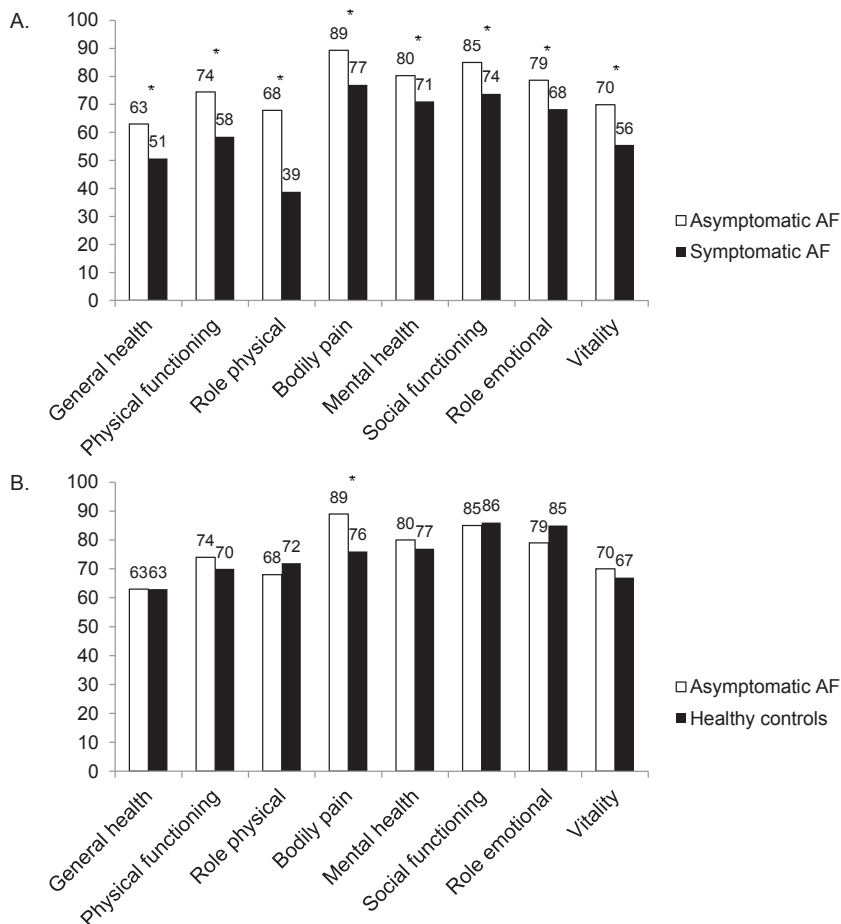 A.
100
90
80
70
60
50
40
30
20
10
0
63 51 *
74 58 *
68 39 *
89 77 *
80 71 *
85 74 *
79 68 *
70 56 *
General health
Physical functioning
Role physical
Bodily pain
Mental health
Social functioning
Role emotional
Vitality
Asymptomatic AF
Symptomatic AF
B.
100
90
80
70
60
50
40
30
20
10
0
63 63
74 70
68 72
89 76 *
80 77
85 86
79 85
70 67
General health
Physical functioning
Role physical
Bodily pain
Mental health
Social functioning
Role emotional
Vitality
Asymptomatic AF
Healthy controls